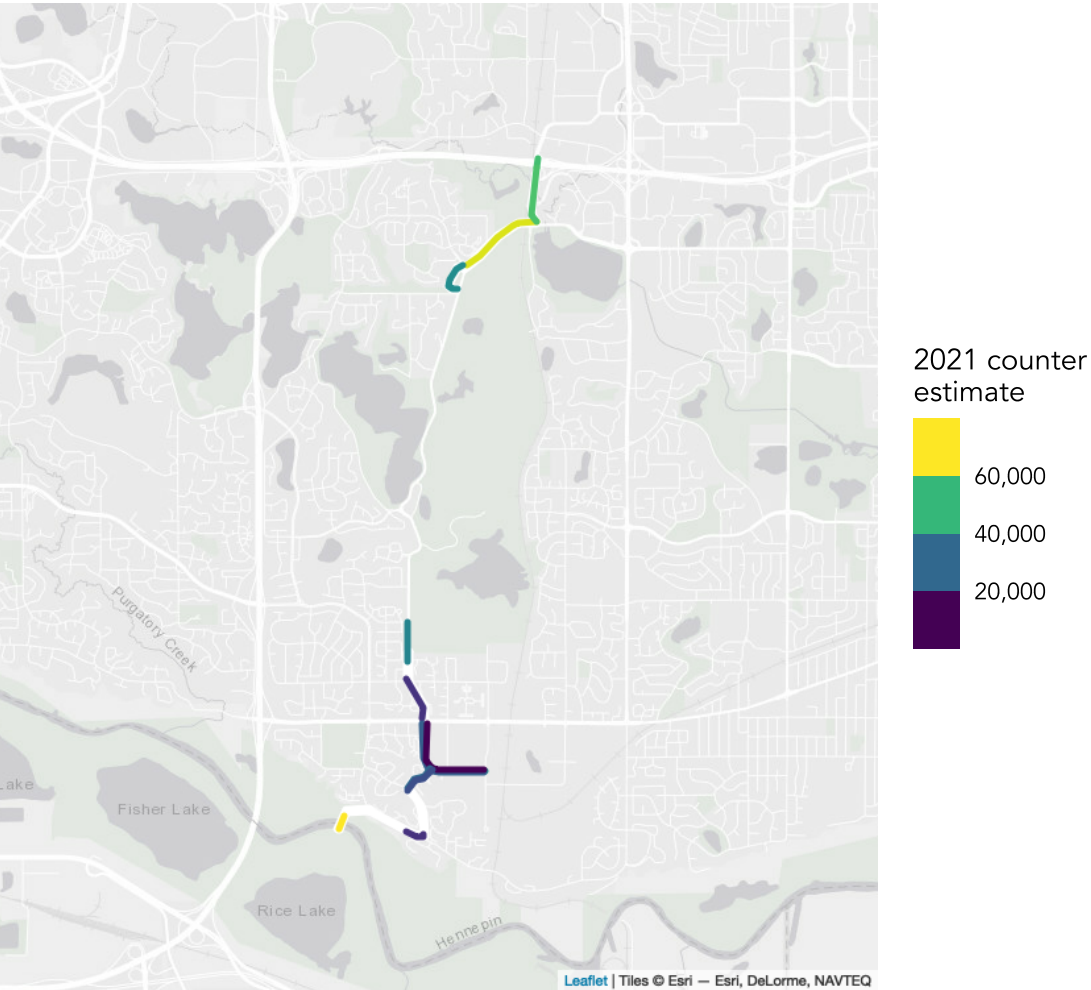 2021 counter
estimate
60,000
40,000
20,000
Purgatory Creek
Lake
Fisher Lake
Rice Lake
Hennepin
Leaflet | Tiles © Esri — Esri, DeLorme, NAVTEQ